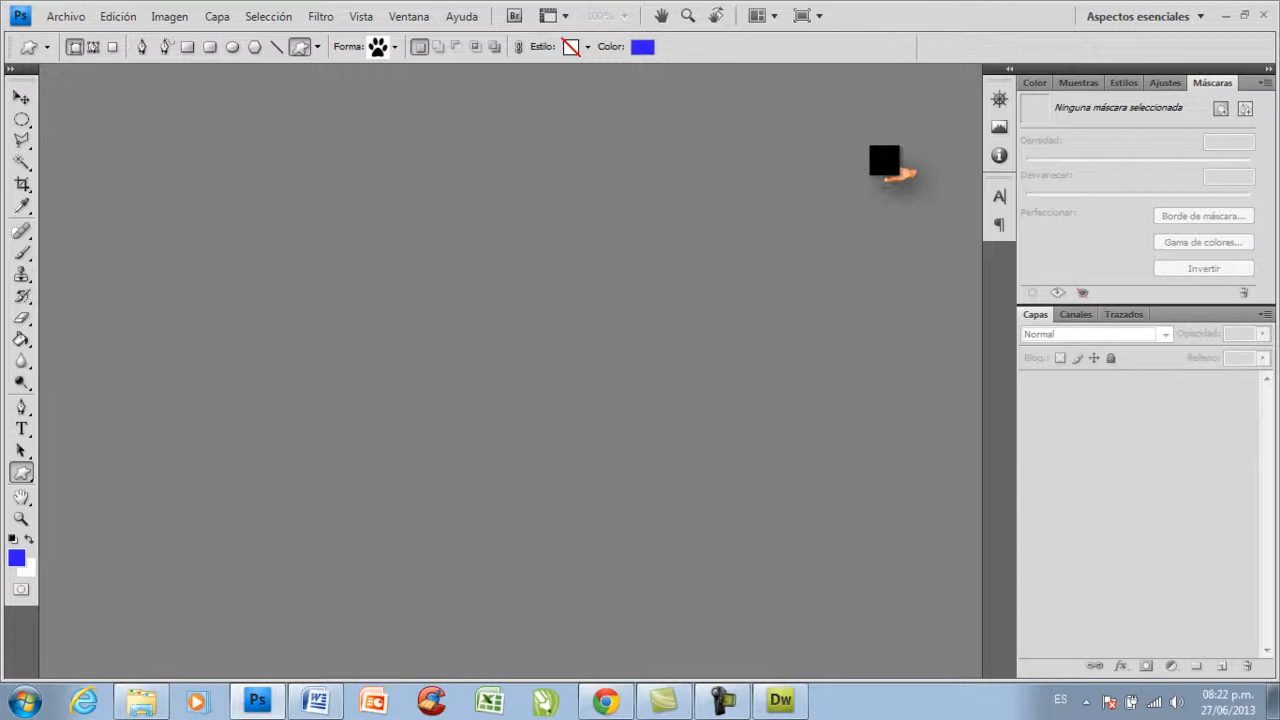 Ps Archivo Edición Imagen Capa Selección Filtro Vista Ventana Ayuda Br 100% Aspectos esenciales
Forma: Estilo: Color:
Color Muestras Estilos Ajustes Máscaras
Ninguna máscara seleccionada
Densidad:
Desvanecer:
Perfeccionar: Borde de máscara...
Gama de colores...
Invertir
Capas Canales Trazados
Normal Opacidad:
Bloq.: Relleno:
T
A
Ps Dw ES 08:22 p.m.
27/06/2013